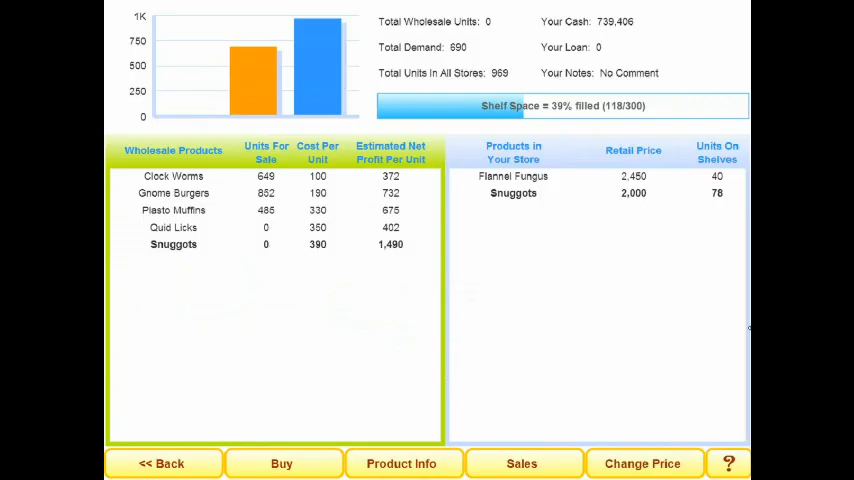 1K
750
500
250
0
Total Wholesale Units: 0
Total Demand: 690
Total Units In All Stores: 969
Your Cash: 739,406
Your Loan: 0
Your Notes: No Comment
Shelf Space = 39% filled (118/300)
Wholesale Products Units For Sale Cost Per Unit Estimated Net Profit Per Unit
Clock Worms 649 100 372
Gnome Burgers 852 190 732
Plasto Muffins 485 330 675
Quid Licks 0 350 402
Snuggots 0 390 1,490
Products in Your Store Retail Price Units On Shelves
Flannel Fungus 2,450 40
Snuggots 2,000 78
<< Back
Buy
Product Info
Sales
Change Price
?